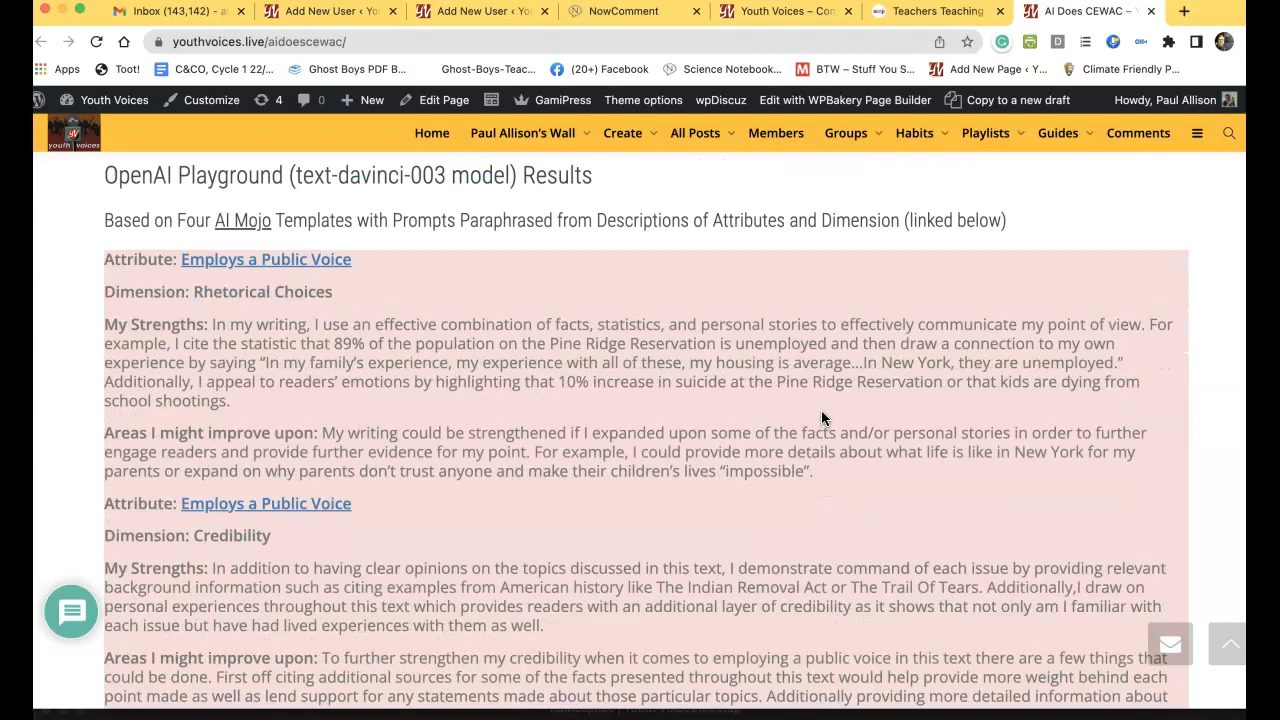 Inbox (143,142) - a
Add New User ‹ You
Add New User ‹ You
NowComment
Youth Voices – Con
Teachers Teaching
AI Does CEWAC – Y
youthvoices.live/aidoescewac/
Apps
Toot!
C&CO, Cycle 1 22/...
Ghost Boys PDF B...
Ghost-Boys-Teac...
(20+) Facebook
Science Notebook...
BTW – Stuff You S...
Add New Page ‹ Y...
Climate Friendly P...
Youth Voices
Customize
4
0
New
Edit Page
GamiPress
Theme options
wpDiscuz
Edit with WPBakery Page Builder
Copy to a new draft
Howdy, Paul Allison
youth voices
Home
Paul Allison's Wall
Create
All Posts
Members
Groups
Habits
Playlists
Guides
Comments
OpenAI Playground (text-davinci-003 model) Results
Based on Four AI Mojo Templates with Prompts Paraphrased from Descriptions of Attributes and Dimension (linked below)
Attribute: Employs a Public Voice
Dimension: Rhetorical Choices
My Strengths: In my writing, I use an effective combination of facts, statistics, and personal stories to effectively communicate my point of view. For
example, I cite the statistic that 89% of the population on the Pine Ridge Reservation is unemployed and then draw a connection to my own
experience by saying “In my family’s experience, my experience with all of these, my housing is average...In New York, they are unemployed.”
Additionally, I appeal to readers’ emotions by highlighting that 10% increase in suicide at the Pine Ridge Reservation or that kids are dying from
school shootings.
Areas I might improve upon: My writing could be strengthened if I expanded upon some of the facts and/or personal stories in order to further
engage readers and provide further evidence for my point. For example, I could provide more details about what life is like in New York for my
parents or expand on why parents don’t trust anyone and make their children’s lives “impossible”.
Attribute: Employs a Public Voice
Dimension: Credibility
My Strengths: In addition to having clear opinions on the topics discussed in this text, I demonstrate command of each issue by providing relevant
background information such as citing examples from American history like The Indian Removal Act or The Trail Of Tears. Additionally,I draw on
personal experiences throughout this text which provides readers with an additional layer of credibility as it shows that not only am I familiar with
each issue but have had lived experiences with them as well.
Areas I might improve upon: To further strengthen my credibility when it comes to employing a public voice in this text there are a few things that
could be done. First off citing additional sources for some of the facts presented throughout this text would help provide more weight behind each
point made as well as lend support for any statements made about those particular topics. Additionally providing more detailed information about